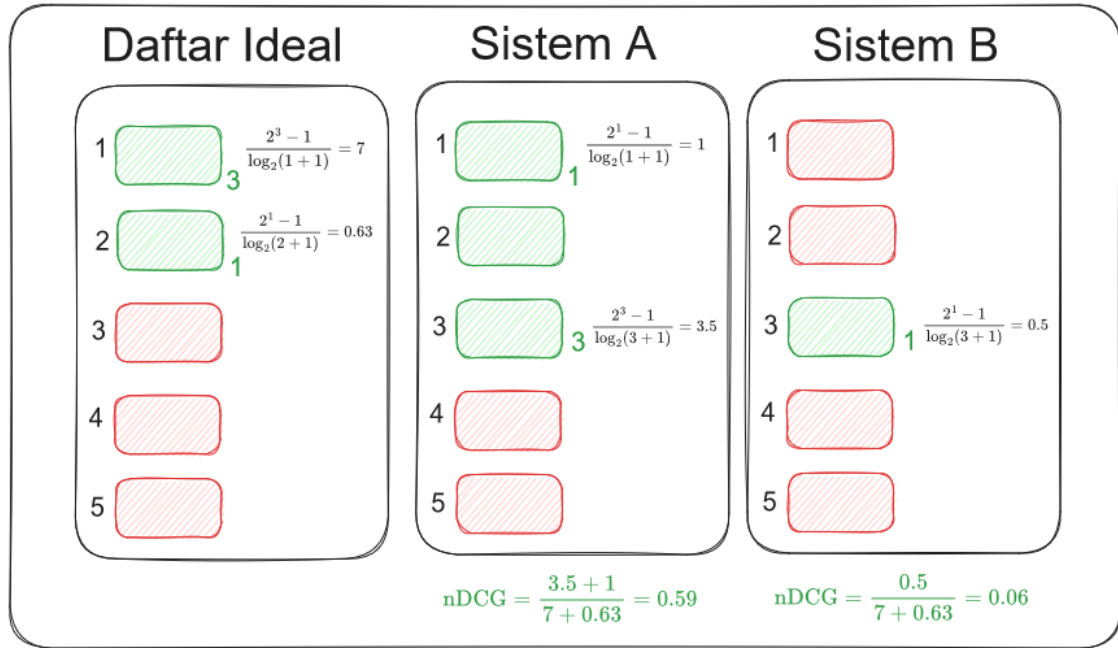 Daftar Ideal
1
2^3 − 1 / log_2(1 + 1) = 7
3
2
2^1 − 1 / log_2(2 + 1) = 0.63
1
3
4
5
Sistem A
1
2^1 − 1 / log_2(1 + 1) = 1
1
2
3
2^3 − 1 / log_2(3 + 1) = 3.5
3
4
5
nDCG = 3.5 + 1 / 7 + 0.63 = 0.59
Sistem B
1
2
3
2^1 − 1 / log_2(3 + 1) = 0.5
1
4
5
nDCG = 0.5 / 7 + 0.63 = 0.06